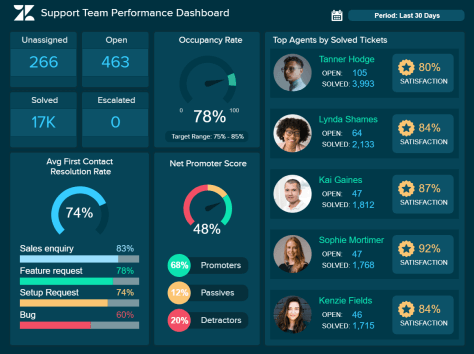 Support Team Performance Dashboard
Period: Last 30 Days
Unassigned
266
Open
463
Solved
17K
Escalated
0
Occupancy Rate
0
100
78%
Target Range: 75% - 85%
Avg First Contact
Resolution Rate
74%
Sales enquiry 83%
Feature request 78%
Setup Request 74%
Bug 60%
Net Promoter Score
48%
68% Promoters
12% Passives
20% Detractors
Top Agents by Solved Tickets
Tanner Hodge
OPEN: 105
SOLVED: 3,993
80%
SATISFACTION
Lynda Shames
OPEN: 64
SOLVED: 2,133
84%
SATISFACTION
Kai Gaines
OPEN: 47
SOLVED: 1,812
87%
SATISFACTION
Sophie Mortimer
OPEN: 47
SOLVED: 1,768
92%
SATISFACTION
Kenzie Fields
OPEN: 46
SOLVED: 1,715
84%
SATISFACTION